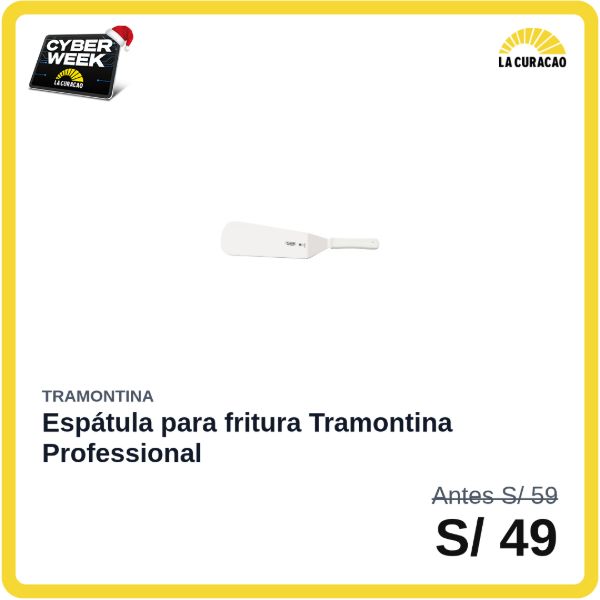 CYBER
WEEK
LA CURACAO
LA CURACAO
TRAMONTINA
Espátula para fritura Tramontina
Professional
Antes S/ 59
S/ 49